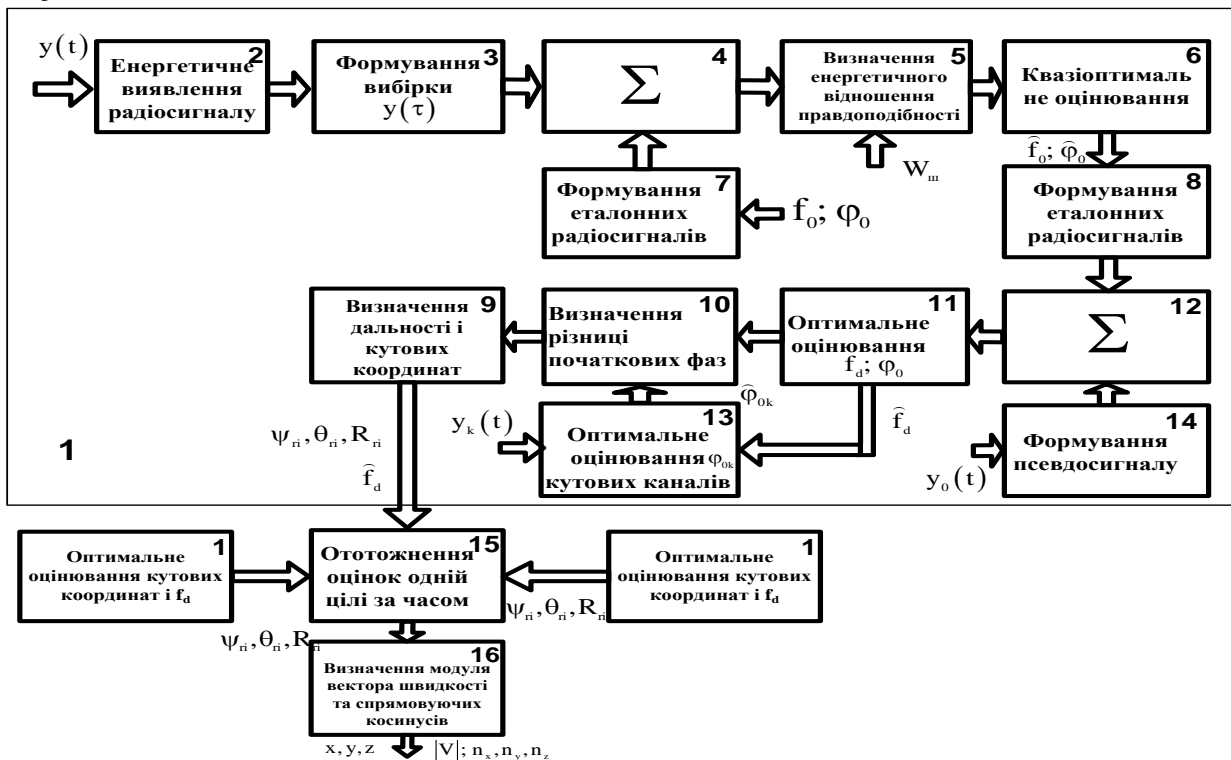 y(t)
2
Енергетичне
виявлення
радіосигналу
3
Формування
вибірки
y(τ)
4
Σ
5
Визначення
енергетичного
відношення
правдоподібності
W_ш
6
Квазіоптималь
не оцінювання
f̂₀; φ̂₀
7
Формування
еталонних
радіосигналів
f₀; φ₀
8
Формування
еталонних
радіосигналів
9
Визначення
дальності і
кутових
координат
10
Визначення
різниці
початкових фаз
11
Оптимальне
оцінювання
f_d; φ₀
12
Σ
φ̂_0k
f̂_d
y_k(t)
13
Оптимальне
оцінювання φ_0k
кутових каналів
14
Формування
псевдосигналу
y₀(t)
ψ_ri, θ_ri, R_ri
f̂_d
1
1
Оптимальне
оцінювання кутових
координат і f_d
15
Ототожнення
оцінок одній
цілі за часом
1
Оптимальне
оцінювання кутових
координат і f_d
ψ_ri, θ_ri, R_ri
ψ_ri, θ_ri, R_ri
16
Визначення модуля
вектора швидкості
та спрямовуючих
косинусів
x, y, z
|V|; n_x, n_y, n_z